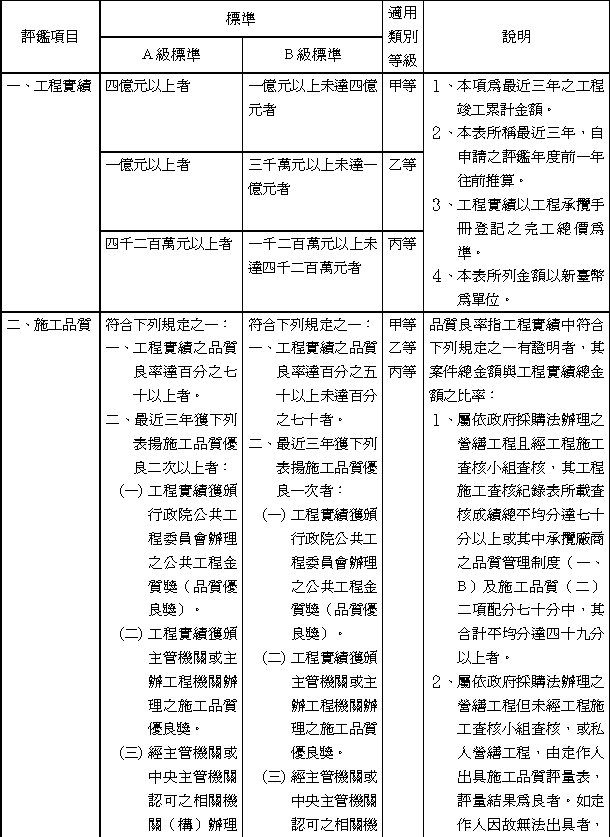 評鑑項目
標準
適用
類別
等級
說明
A級標準
B級標準
一、工程實績
四億元以上者
一億元以上未達四億
元者
甲等
一億元以上者
三千萬元以上未達一
億元者
乙等
四千二百萬元以上者
一千二百萬元以上未
達四千二百萬元者
丙等
1、本項為最近三年之工程
竣工累計金額。
2、本表所稱最近三年，自
申請之評鑑年度前一年
往前推算。
3、工程實績以工程承攬手
冊登記之完工總價為
準。
4、本表所列金額以新臺幣
為單位。
二、施工品質
符合下列規定之一：
一、工程實績之品質
良率達百分之七
十以上者。
二、最近三年獲下列
表揚施工品質優
良二次以上者：
(一)工程實績獲頒
行政院公共工
程委員會辦理
之公共工程金
質獎（品質優
良獎）。
(二)工程實績獲頒
主管機關或主
辦工程機關辦
理之施工品質
優良獎。
(三)經主管機關或
中央主管機關
認可之相關機
關（構）辦理
符合下列規定之一：
一、工程實績之品質
良率達百分之五
十以上未達百分
之七十者。
二、最近三年獲下列
表揚施工品質優
良一次者：
(一)工程實績獲頒
行政院公共工
程委員會辦理
之公共工程金
質獎（品質優
良獎）。
(二)工程實績獲頒
主管機關或主
辦工程機關辦
理之施工品質
優良獎。
(三)經主管機關或
中央主管機關
認可之相關機
甲等
乙等
丙等
品質良率指工程實績中符合
下列規定之一有證明者，其
案件總金額與工程實績總金
額之比率：
1、屬依政府採購法辦理之
營繕工程且經工程施工
查核小組查核，其工程
施工查核紀錄表所載查
核成績總平均分達七十
分以上或其中承攬廠商
之品質管理制度（一、
B）及施工品質（二）
二項配分七十分中，其
合計平均分達四十九分
以上者。
2、屬依政府採購法辦理之
營繕工程但未經工程施
工查核小組查核，或私
人營繕工程，由定作人
出具施工品質評量表，
評量結果為良者。如定
作人因故無法出具者，